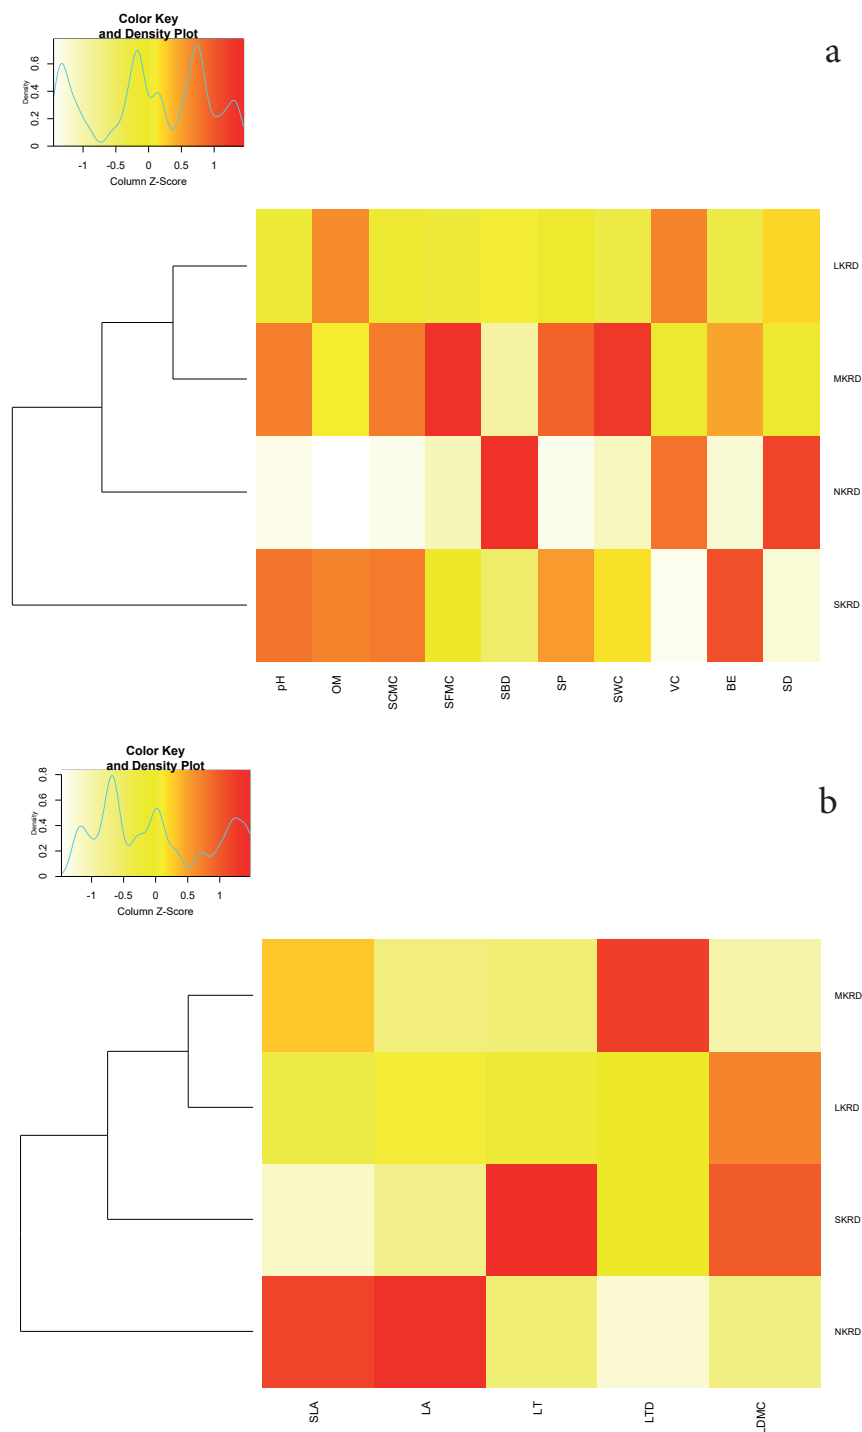 Color Key
and Density Plot
a
Density
0 0.2 0.4 0.6
-1 -0.5 0 0.5 1
Column Z-Score
LKRD
MKRD
NKRD
SKRD
pH OM SCMC SFMC SBD SP SWC VC BE SD
Color Key
and Density Plot
b
Density
0 0.2 0.4 0.6 0.8
-1 -0.5 0 0.5 1
Column Z-Score
MKRD
LKRD
SKRD
NKRD
SLA LA LT LTD LDMC